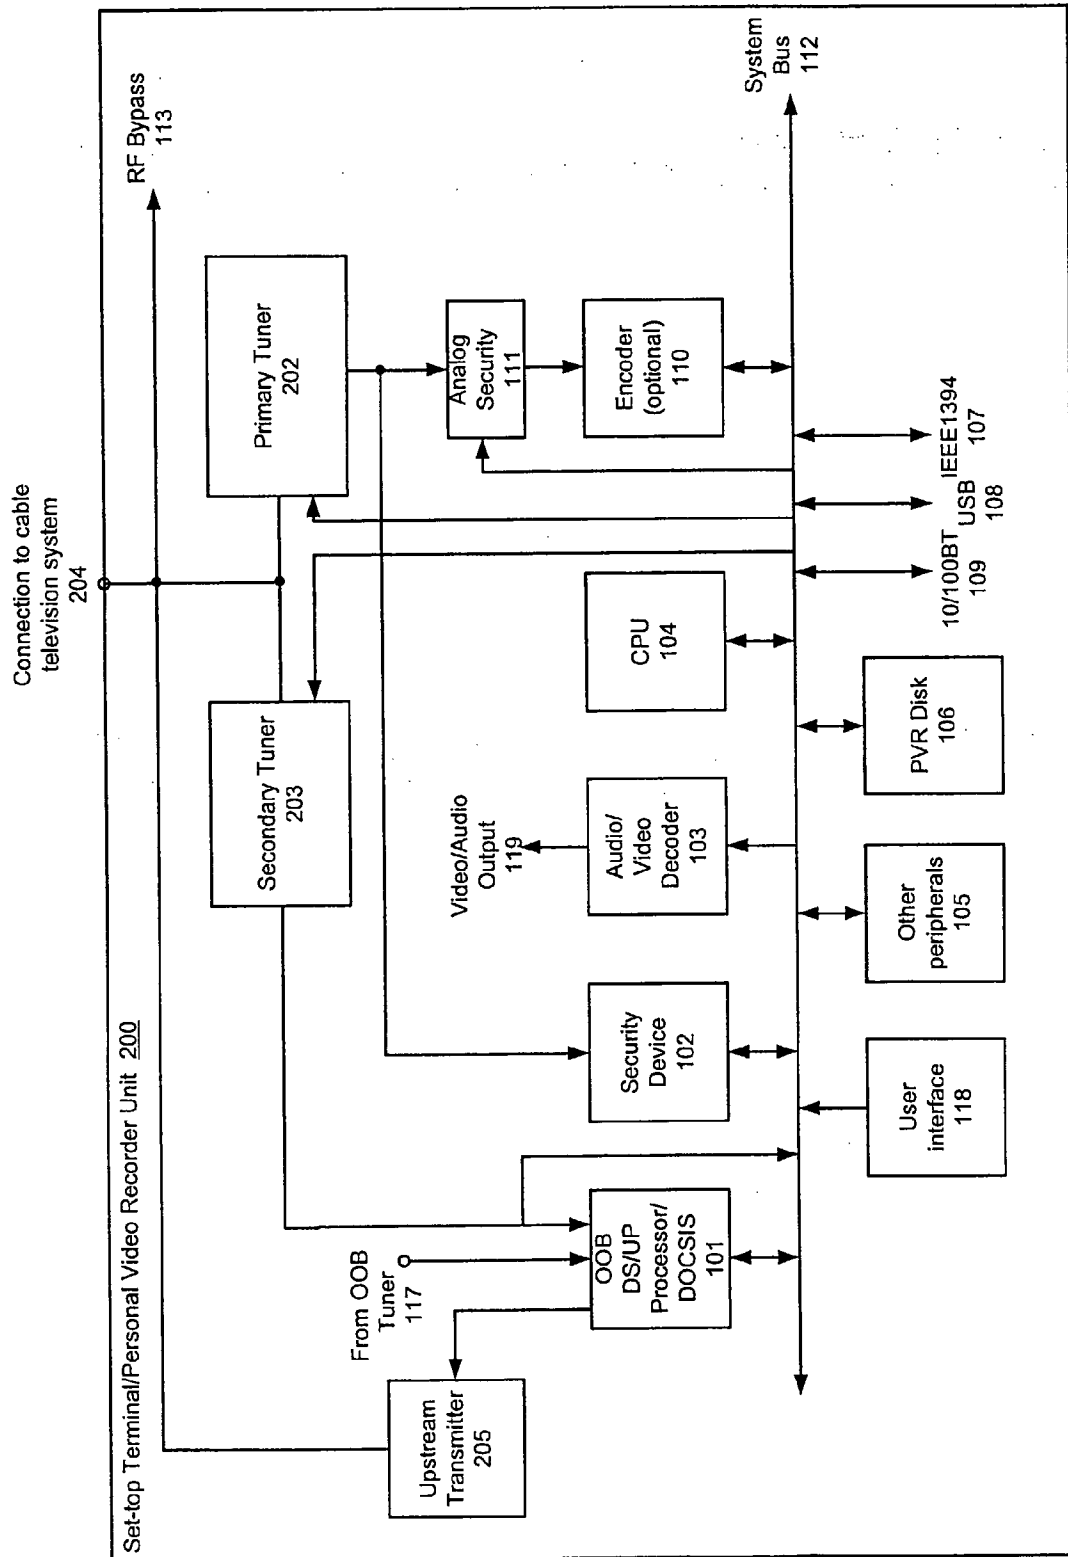 Connection to cable
television system
204
Set-top Terminal/Personal Video Recorder Unit 200
RF Bypass
113
Secondary Tuner
203
Primary Tuner
202
Upstream
Transmitter
205
From OOB
Tuner
117
Video/Audio
Output
119
Analog
Security
111
OOB
DS/UP
Processor/
DOCSIS
101
Security
Device
102
Audio/
Video
Decoder
103
CPU
104
Encoder
(optional)
110
System
Bus
112
User
interface
118
Other
peripherals
105
PVR Disk
106
10/100BT
109
USB
108
IEEE1394
107